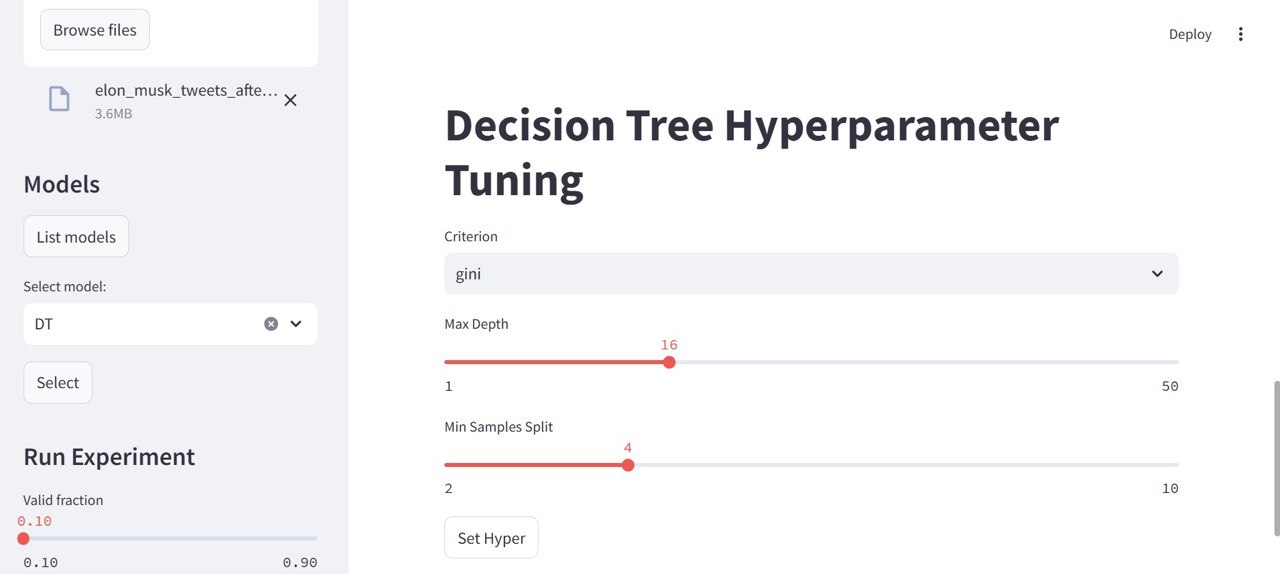 Browse files
elon_musk_tweets_afte...
3.6MB
Models
List models
Select model:
DT
Select
Run Experiment
Valid fraction
0.10
0.10
0.90
Deploy
Decision Tree Hyperparameter
Tuning
Criterion
gini
Max Depth
16
1
50
Min Samples Split
4
2
10
Set Hyper